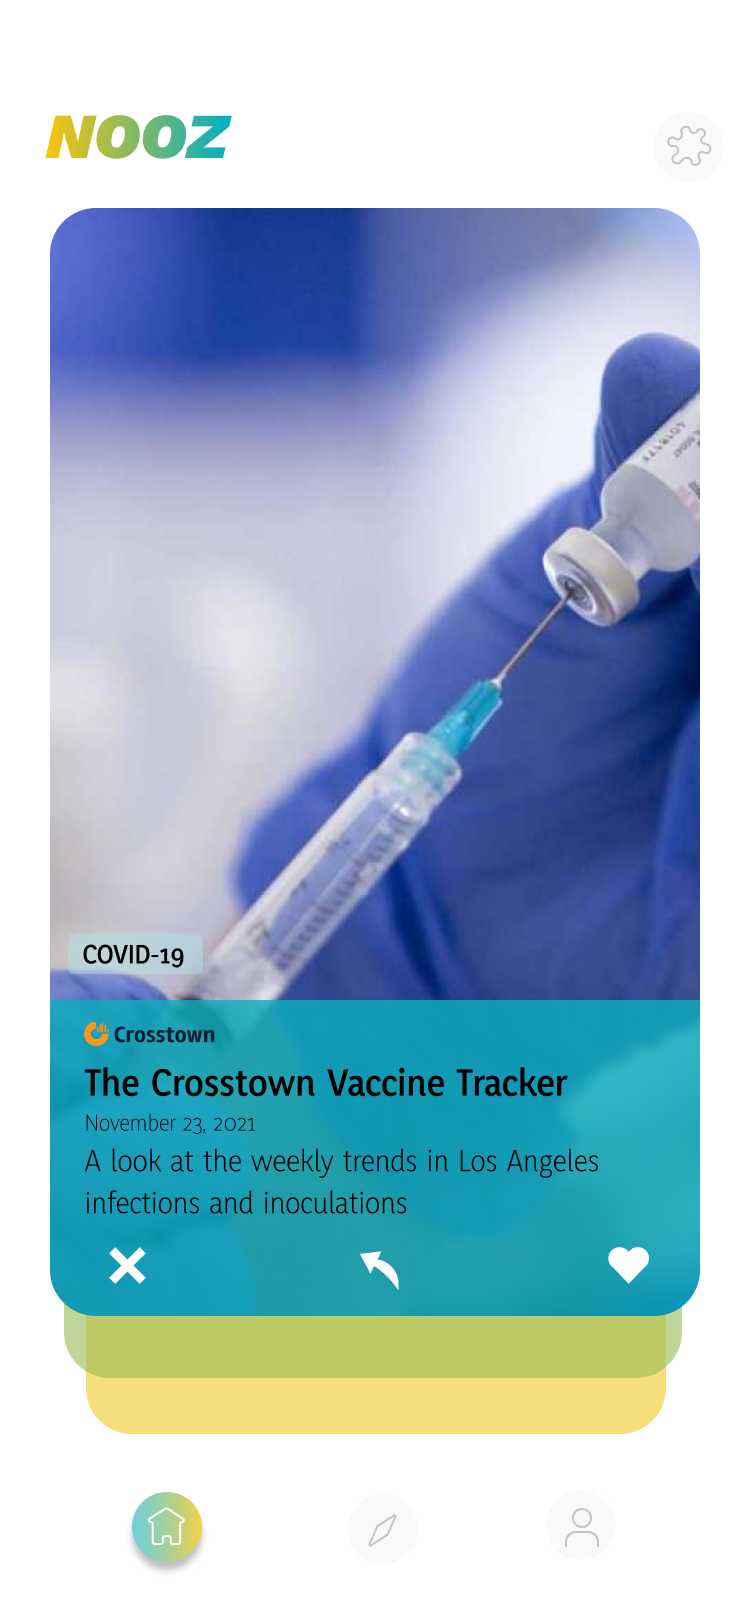 NOOZ
COVID-19
Crosstown
The Crosstown Vaccine Tracker
November 23, 2021
A look at the weekly trends in Los Angeles
infections and inoculations